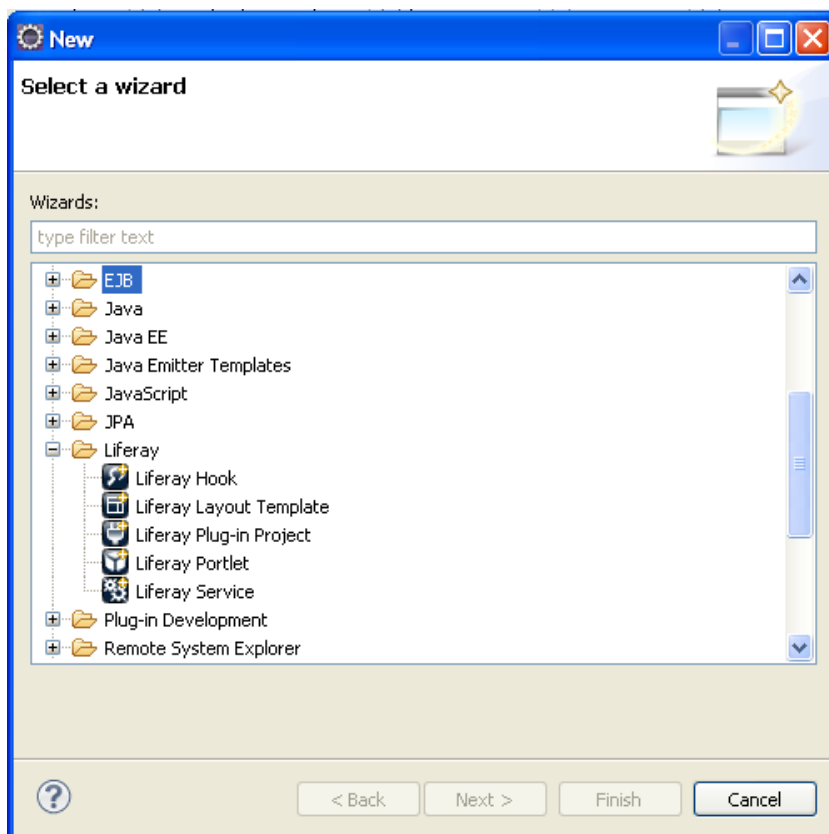 New
Select a wizard
Wizards:
type filter text
EJB
Java
Java EE
Java Emitter Templates
JavaScript
JPA
Liferay
Liferay Hook
Liferay Layout Template
Liferay Plug-in Project
Liferay Portlet
Liferay Service
Plug-in Development
Remote System Explorer
?
< Back Next > Finish Cancel